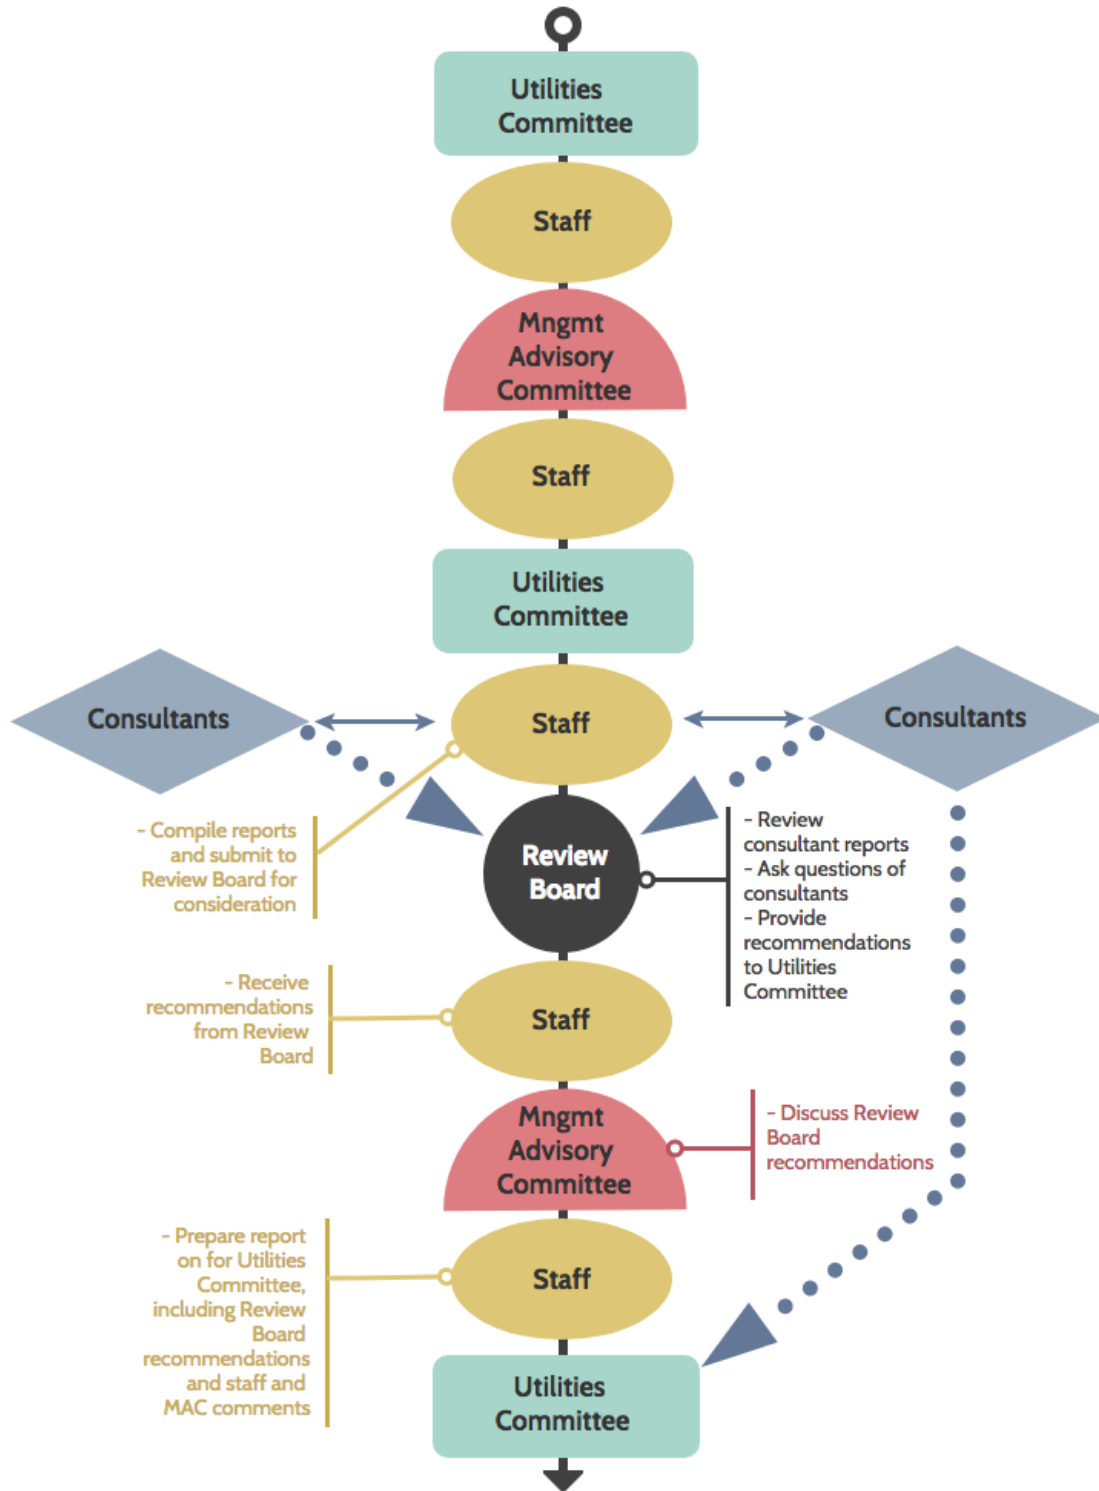 Utilities
Committee
Staff
Mngmt
Advisory
Committee
Staff
Utilities
Committee
Consultants
Staff
Consultants
- Compile reports
and submit to
Review Board for
consideration
Review
Board
- Review
consultant reports
- Ask questions of
consultants
- Provide
recommendations
to Utilities
Committee
- Receive
recommendations
from Review
Board
Staff
Mngmt
Advisory
Committee
- Discuss Review
Board
recommendations
- Prepare report
on for Utilities
Committee,
including Review
Board
recommendations
and staff and
MAC comments
Staff
Utilities
Committee